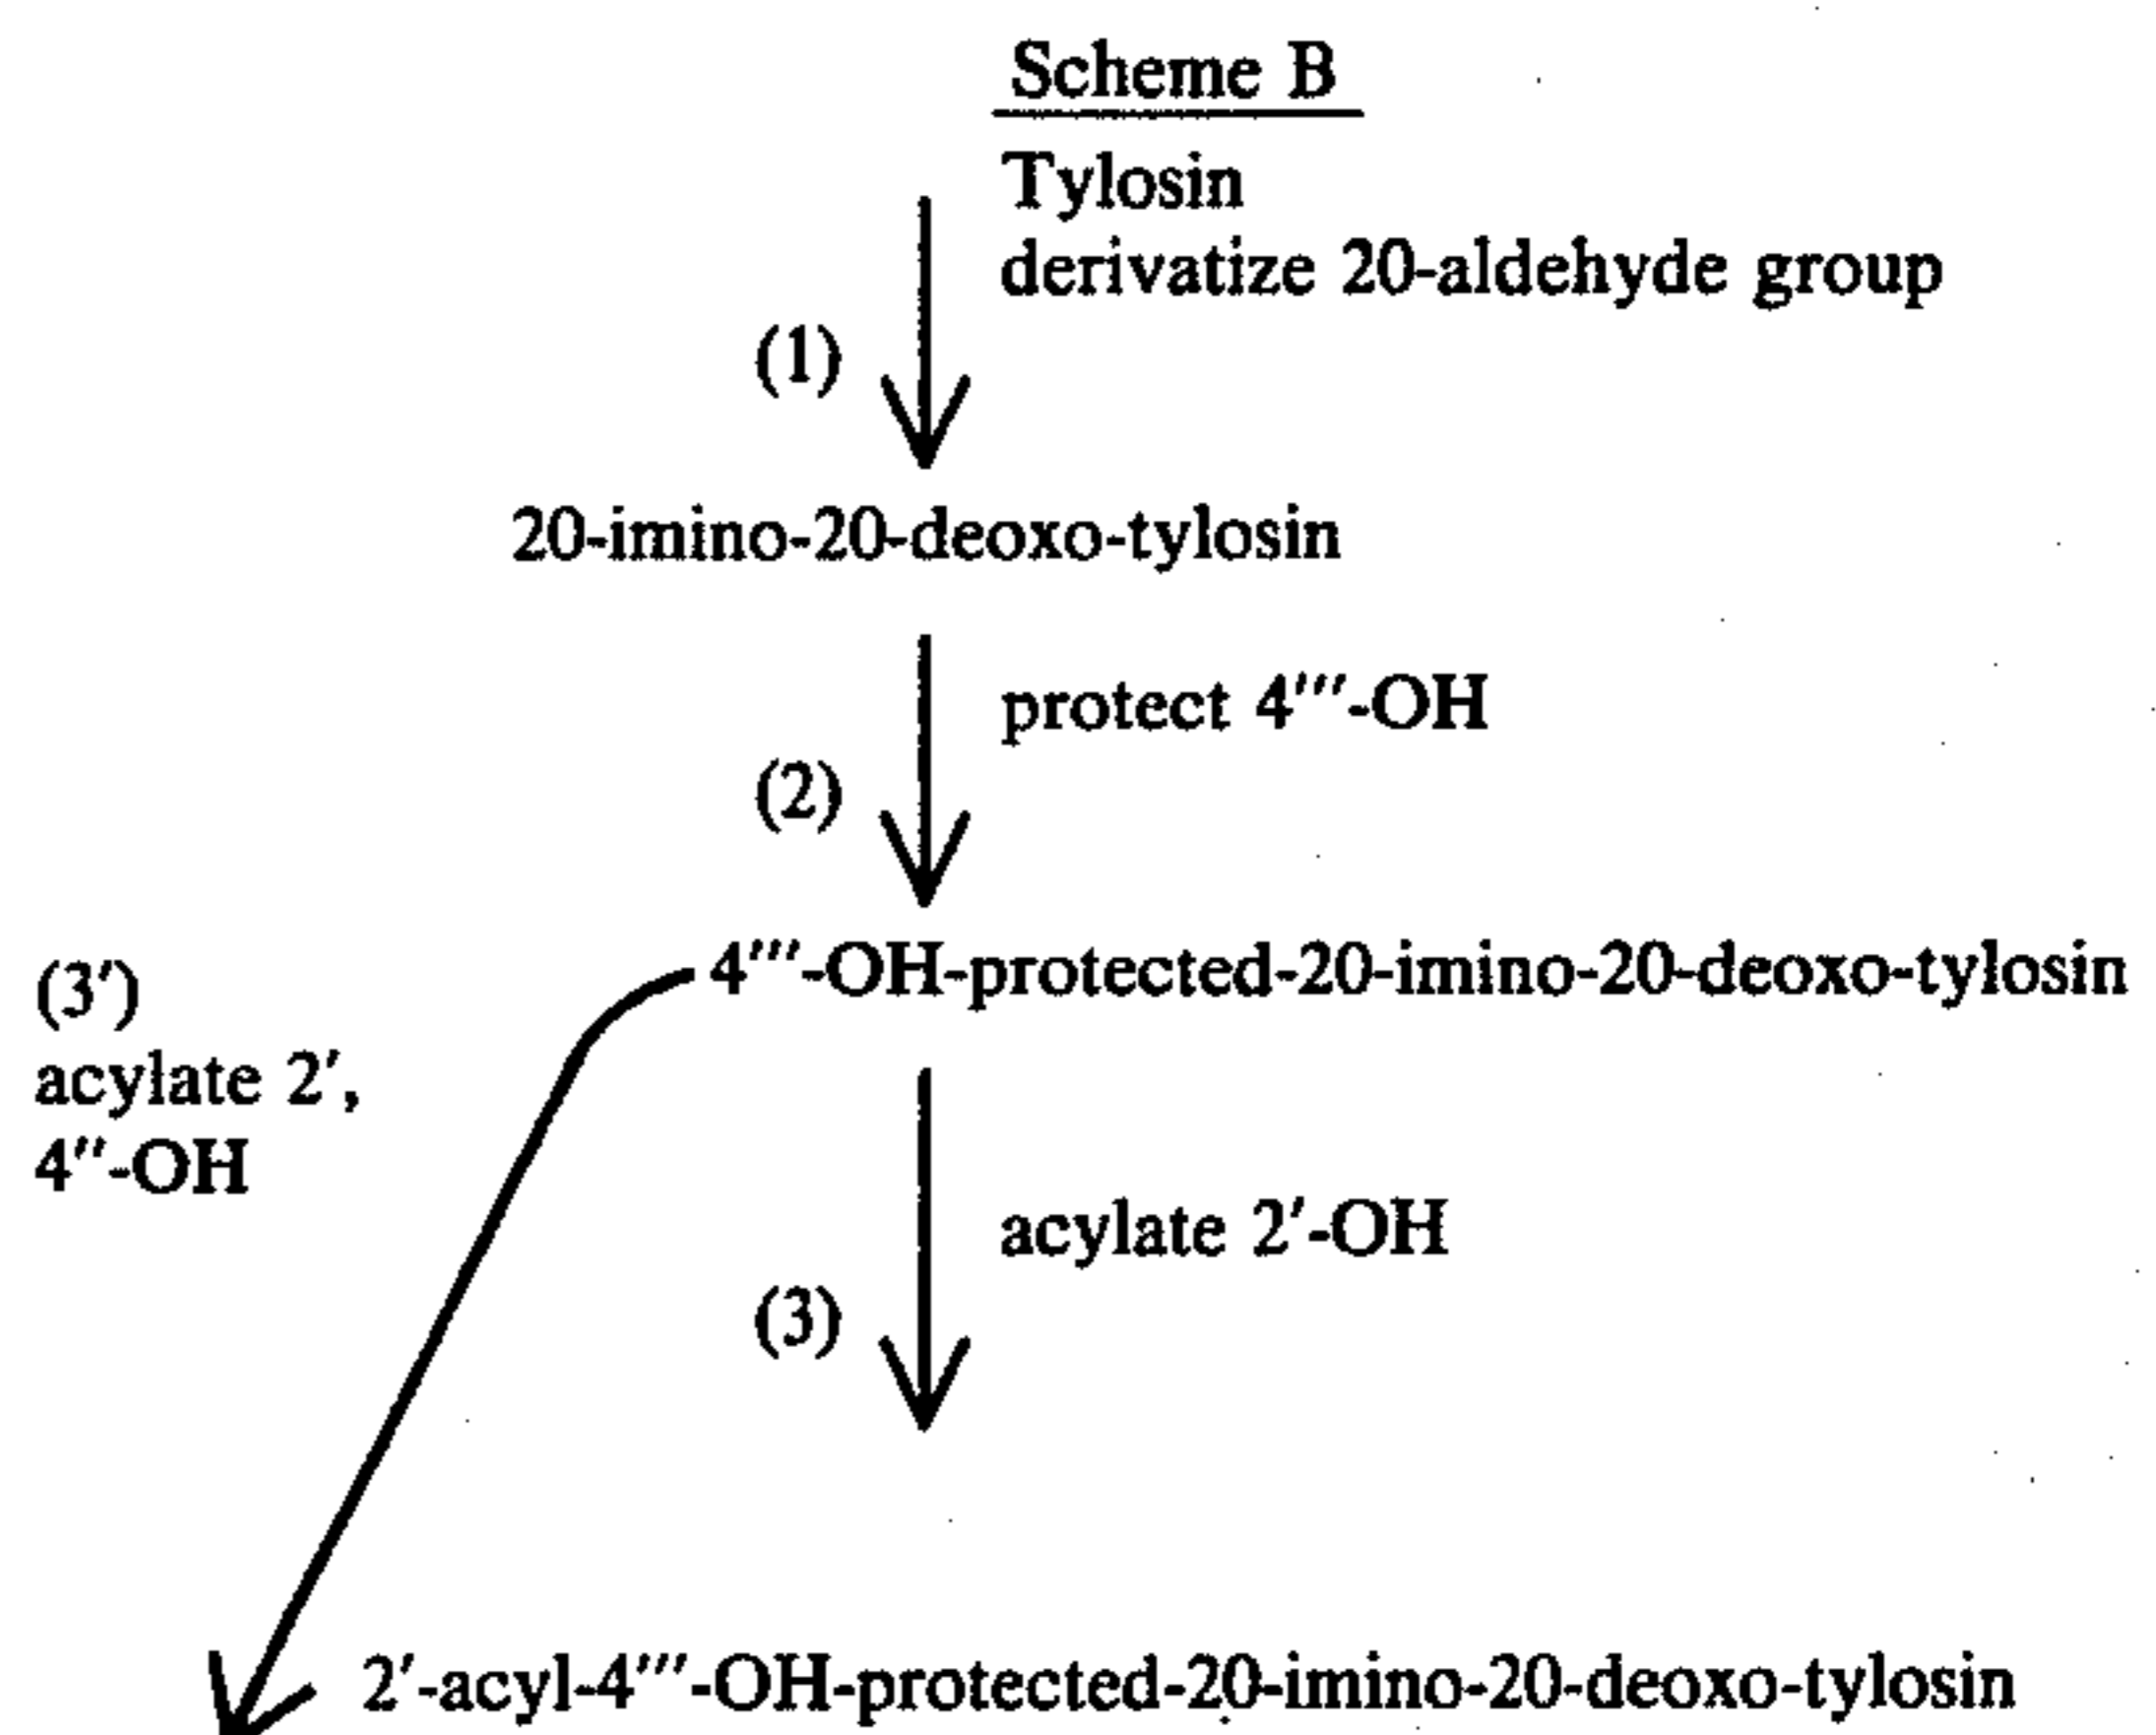 Scheme B
Tylosin
derivatize 20-aldehyde group
(1)
20-imino-20-deoxo-tylosin
protect 4‴-OH
(2)
4‴-OH-protected-20-imino-20-deoxo-tylosin
(3′)
acylate 2′,
4″-OH
acylate 2′-OH
(3)
2′-acyl-4‴-OH-protected-20-imino-20-deoxo-tylosin